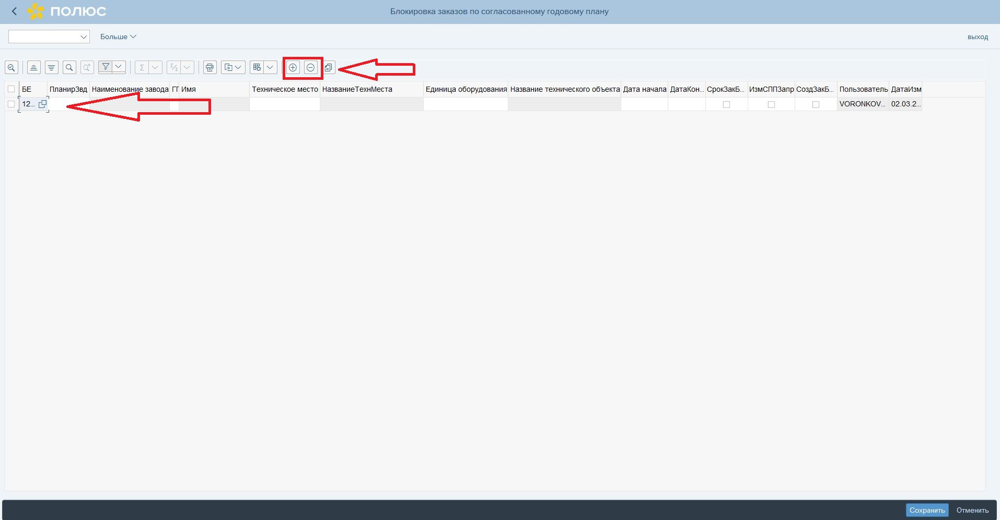 ПОЛЮС
Блокировка заказов по согласованному годовому плану
Больше
выход
БЕ ПланирЗвд Наименование завода ГГ Имя Техническое место НазваниеТехнМеста Единица оборудования Название технического объекта Дата начала ДатаКон... СрокЗакБ... ИзмСППЗапр СоздЗакБ... Пользователь ДатаИзм
12... VORONKOV... 02.03.2...
Сохранить Отменить